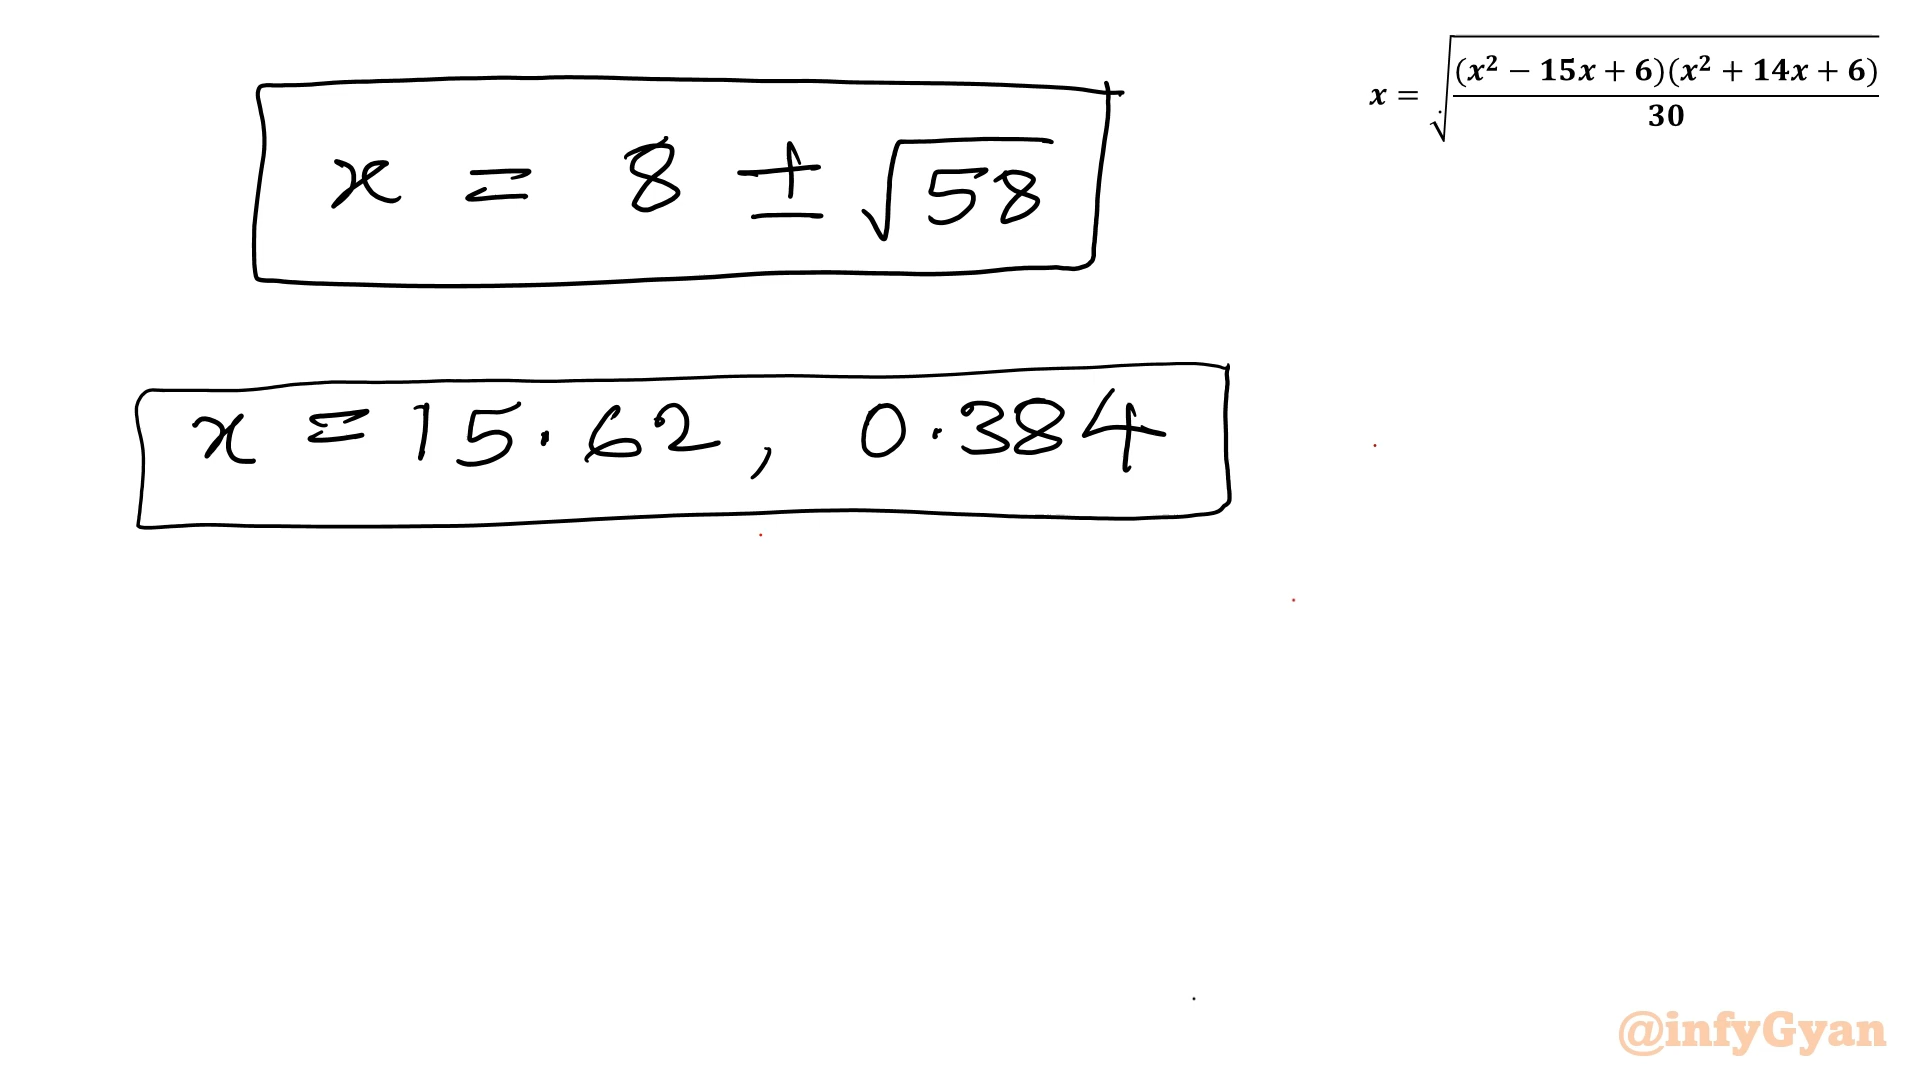 x = √((x² − 15x + 6)(x² + 14x + 6)/30)
x = 8 ± √58
x = 15.62, 0.384
@infyGyan